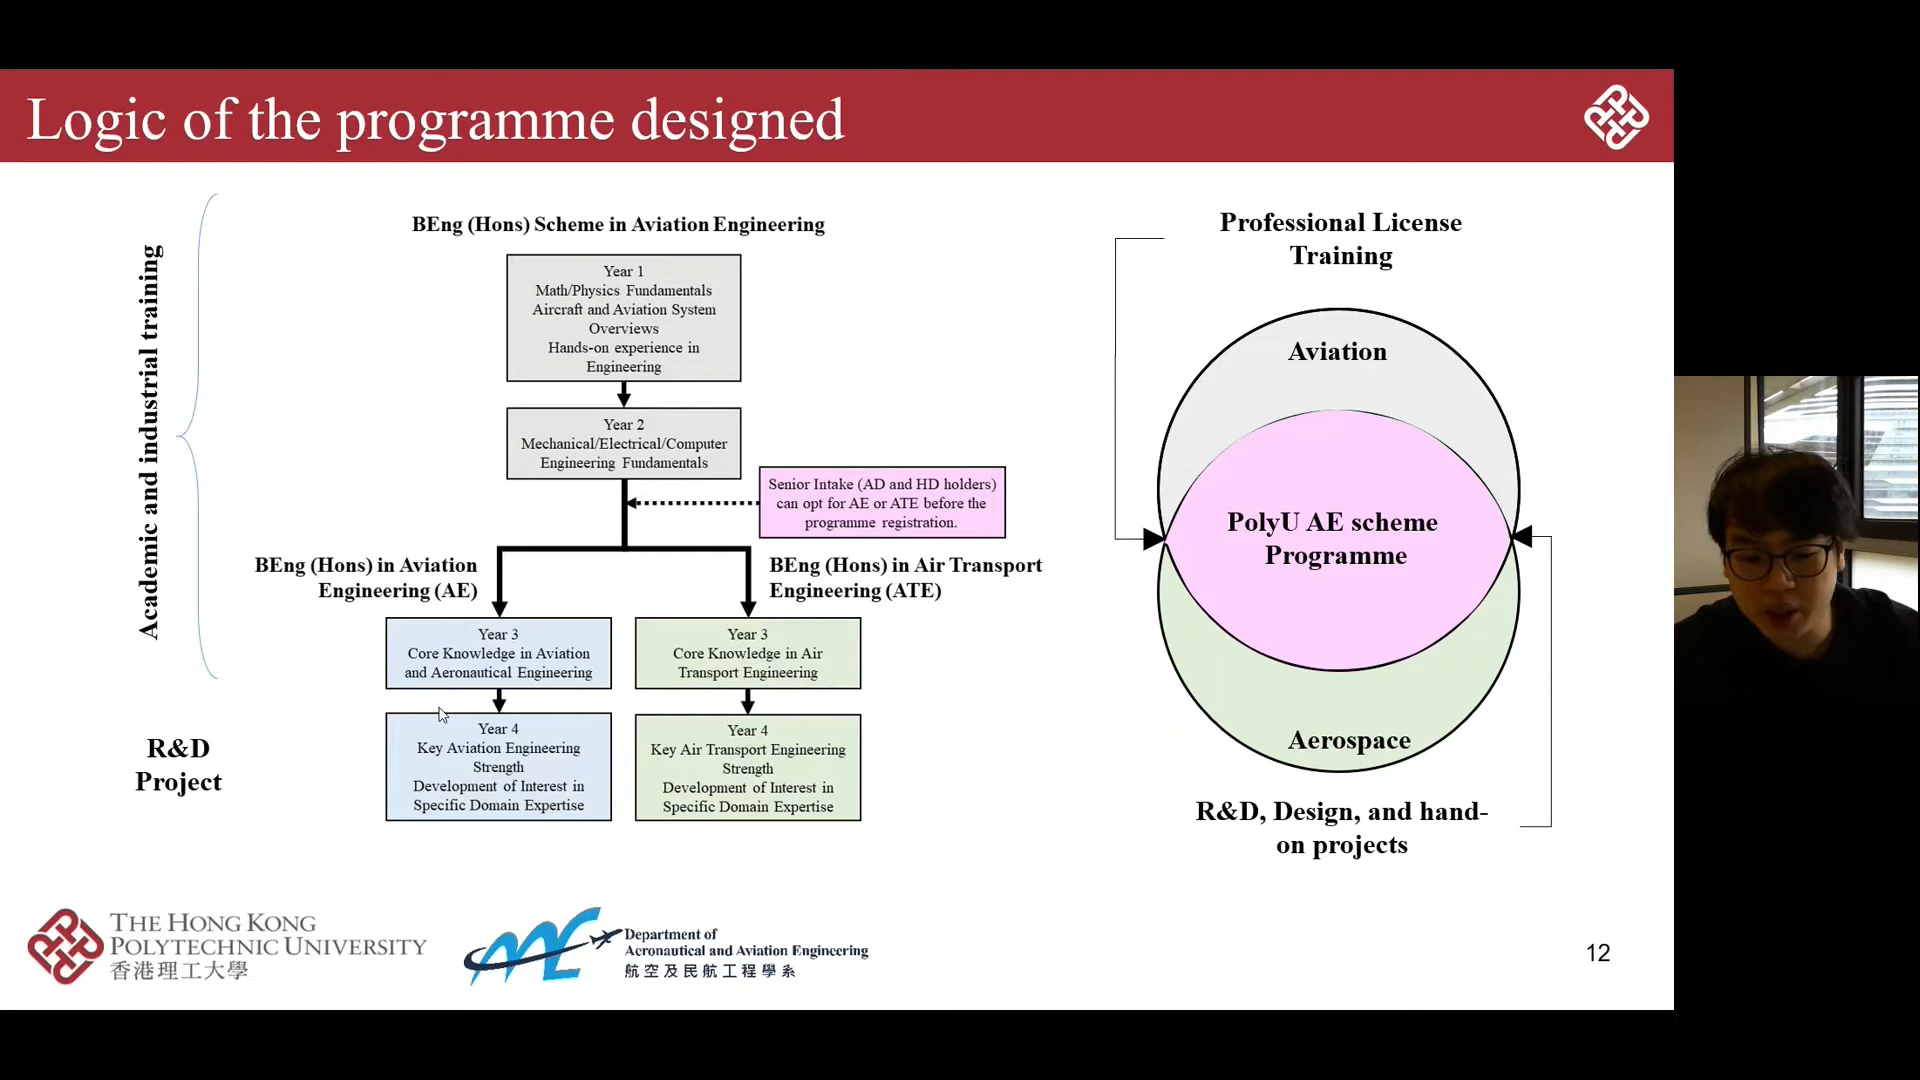 Logic of the programme designed
Academic and industrial training
R&D
Project
BEng (Hons) Scheme in Aviation Engineering
Year 1
Math/Physics Fundamentals
Aircraft and Aviation System
Overviews
Hands-on experience in
Engineering
Year 2
Mechanical/Electrical/Computer
Engineering Fundamentals
Senior Intake (AD and HD holders)
can opt for AE or ATE before the
programme registration.
BEng (Hons) in Aviation
Engineering (AE)
BEng (Hons) in Air Transport
Engineering (ATE)
Year 3
Core Knowledge in Aviation
and Aeronautical Engineering
Year 3
Core Knowledge in Air
Transport Engineering
Year 4
Key Aviation Engineering
Strength
Development of Interest in
Specific Domain Expertise
Year 4
Key Air Transport Engineering
Strength
Development of Interest in
Specific Domain Expertise
Professional License
Training
Aviation
PolyU AE scheme
Programme
Aerospace
R&D, Design, and hand-
on projects
THE HONG KONG
POLYTECHNIC UNIVERSITY
香港理工大學
Department of
Aeronautical and Aviation Engineering
航空及民航工程學系
12